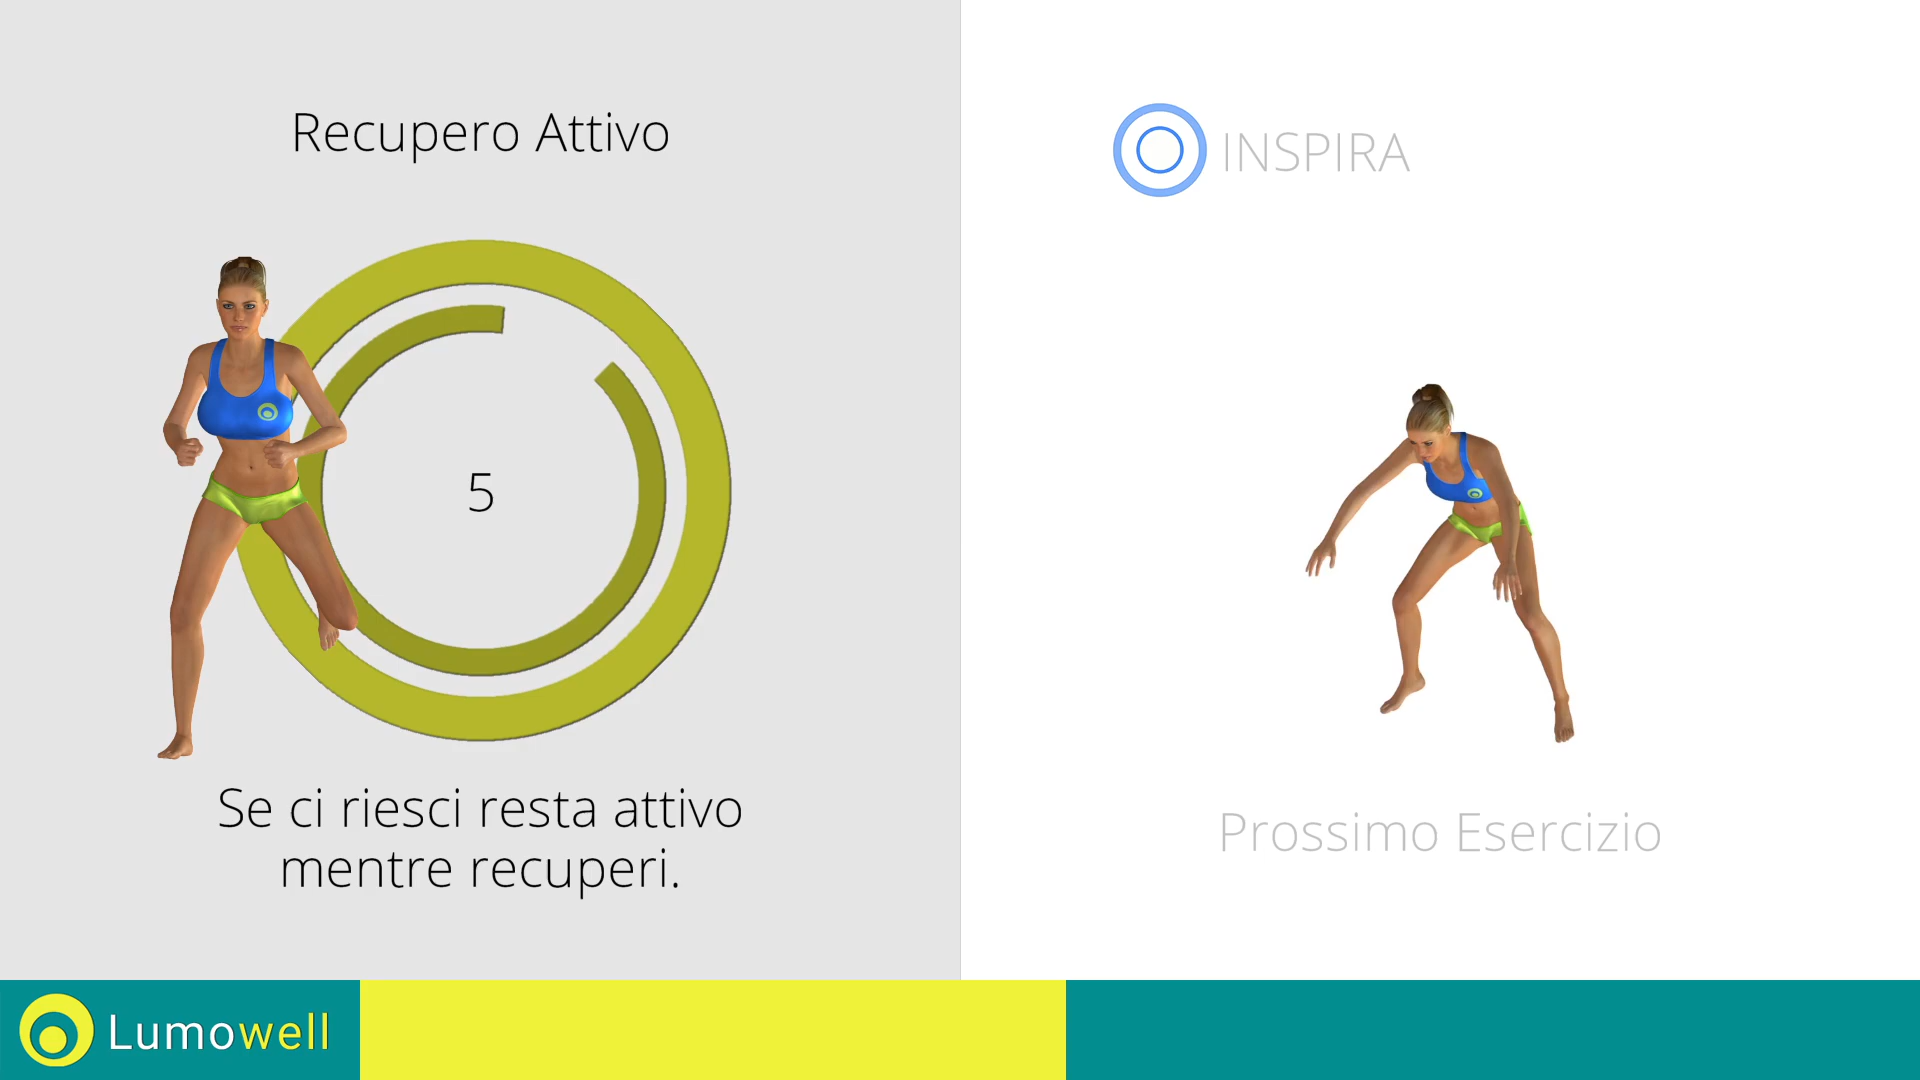 Recupero Attivo
5
Se ci riesci resta attivo
mentre recuperi.
INSPIRA
Prossimo Esercizio
Lumowell